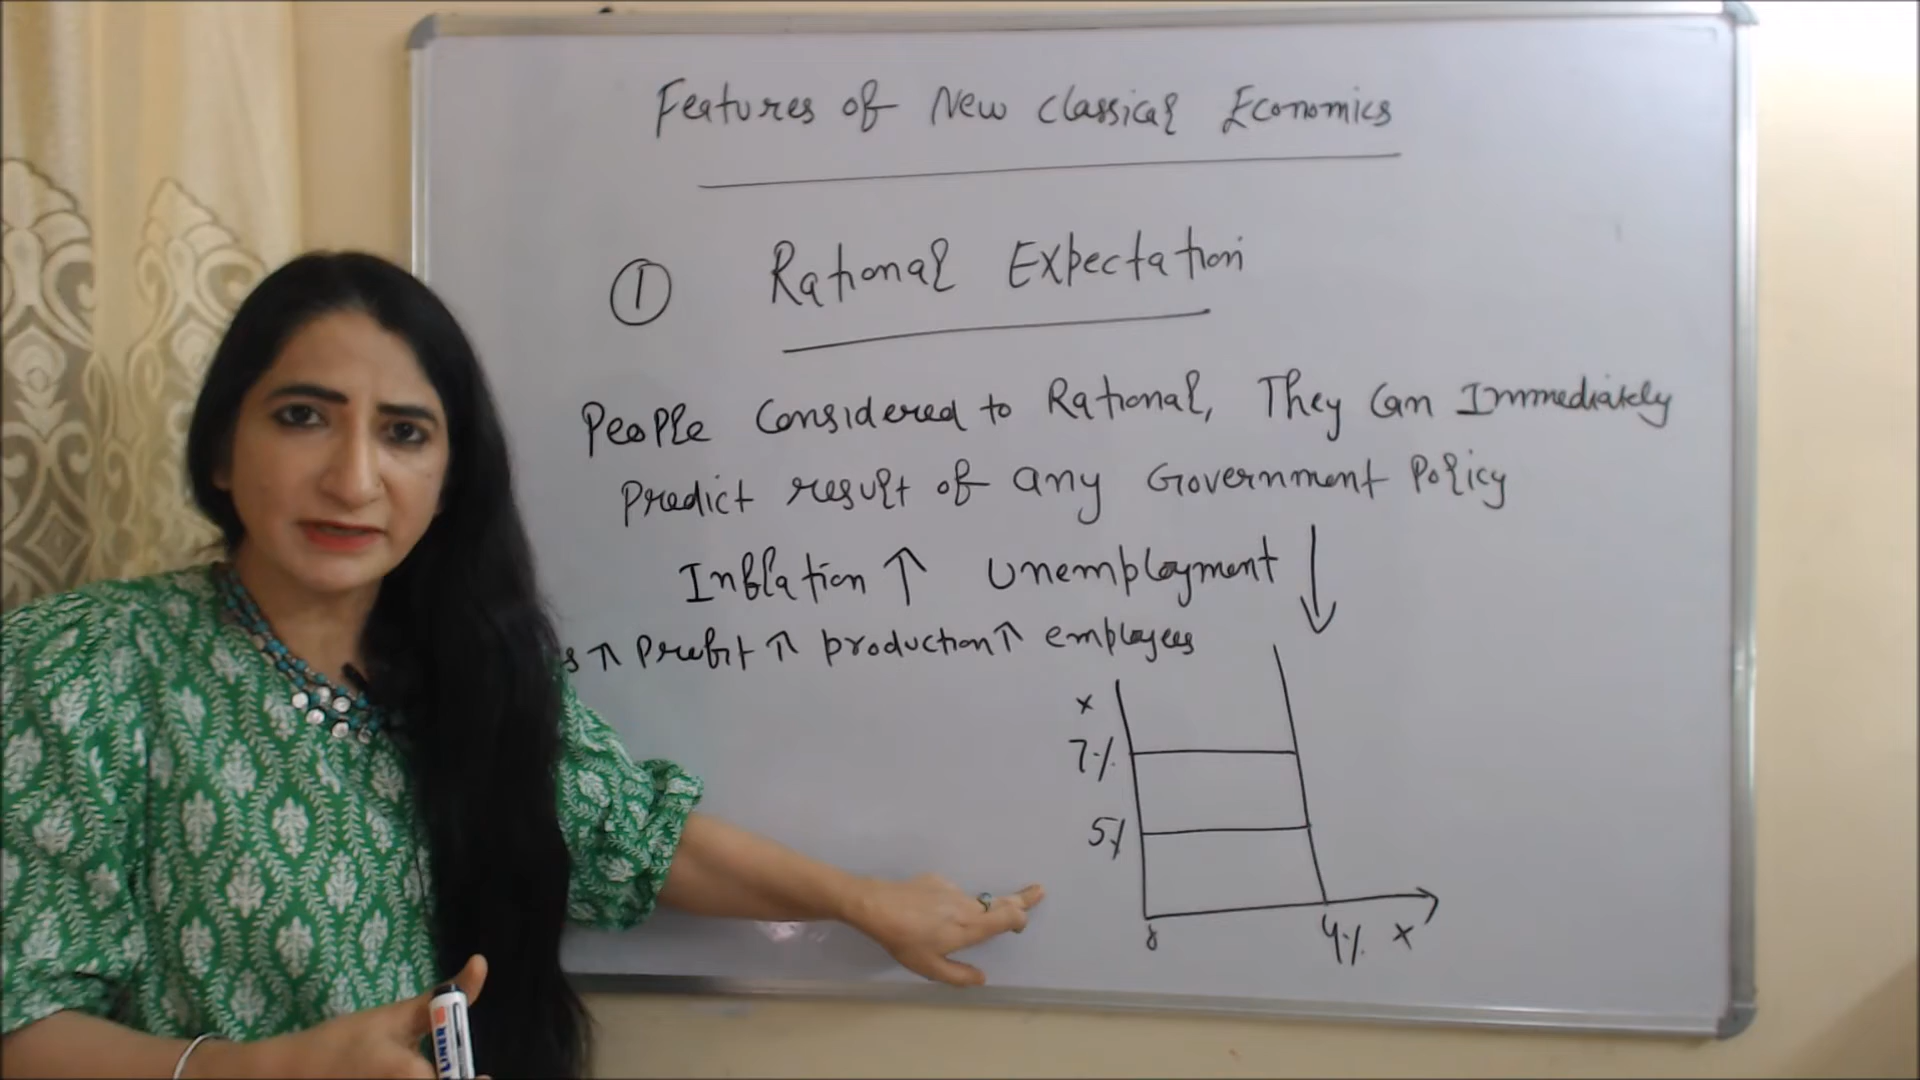 Features of New Classical Economics
1 Rational Expectation
People Considered to Rational, They Can Immediately
Predict result of any Government Policy
Inflation ↑ Unemployment ↓
s ↑ Profit ↑ production ↑ employees
x
7%
5%
4% x
LINER